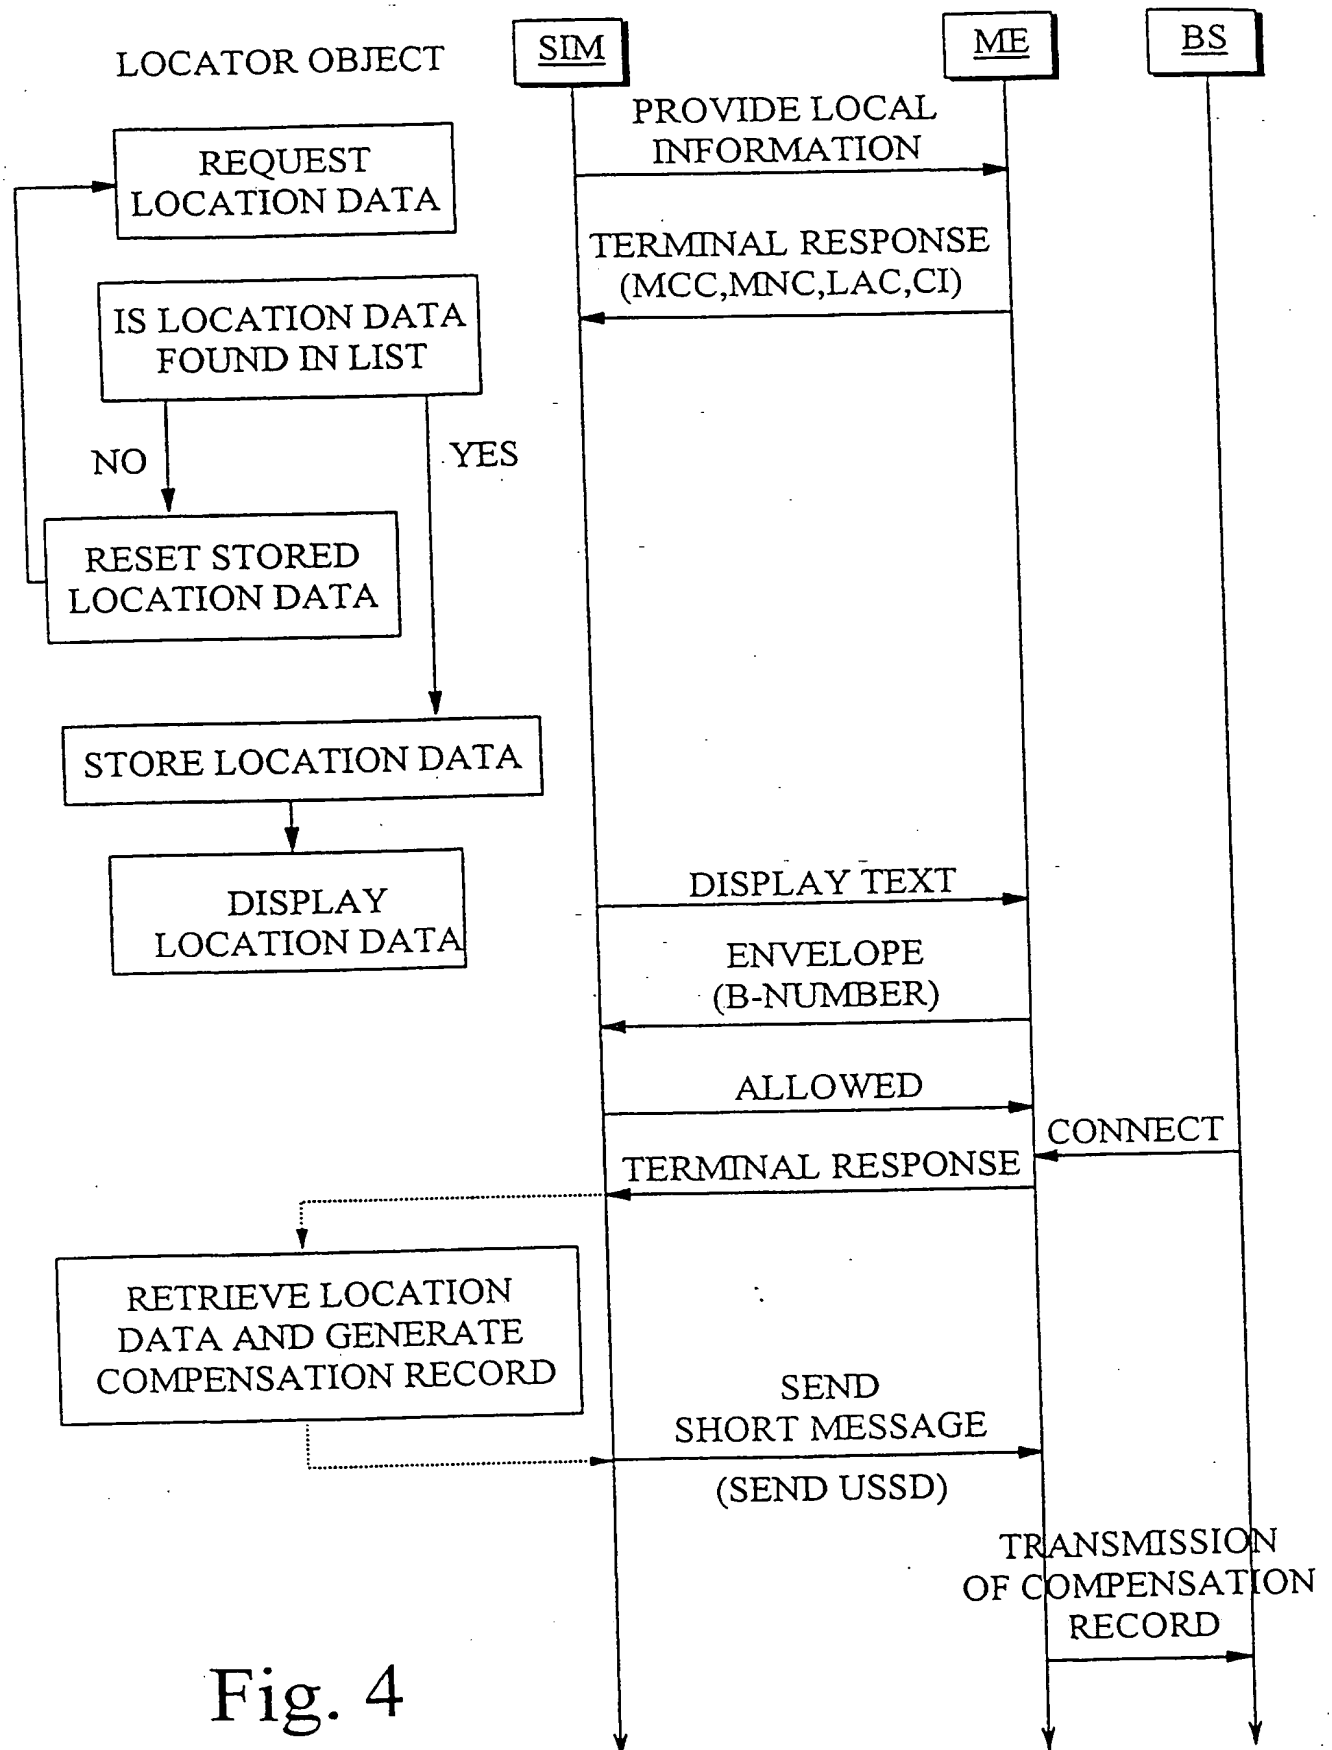 SIM
ME
BS
LOCATOR OBJECT
PROVIDE LOCAL
INFORMATION
REQUEST
LOCATION DATA
TERMINAL RESPONSE
(MCC,MNC,LAC,CI)
IS LOCATION DATA
FOUND IN LIST
NO
YES
RESET STORED
LOCATION DATA
STORE LOCATION DATA
DISPLAY
LOCATION DATA
DISPLAY TEXT
ENVELOPE
(B-NUMBER)
ALLOWED
CONNECT
TERMINAL RESPONSE
RETRIEVE LOCATION
DATA AND GENERATE
COMPENSATION RECORD
SEND
SHORT MESSAGE
(SEND USSD)
TRANSMISSION
OF COMPENSATION
RECORD
Fig. 4